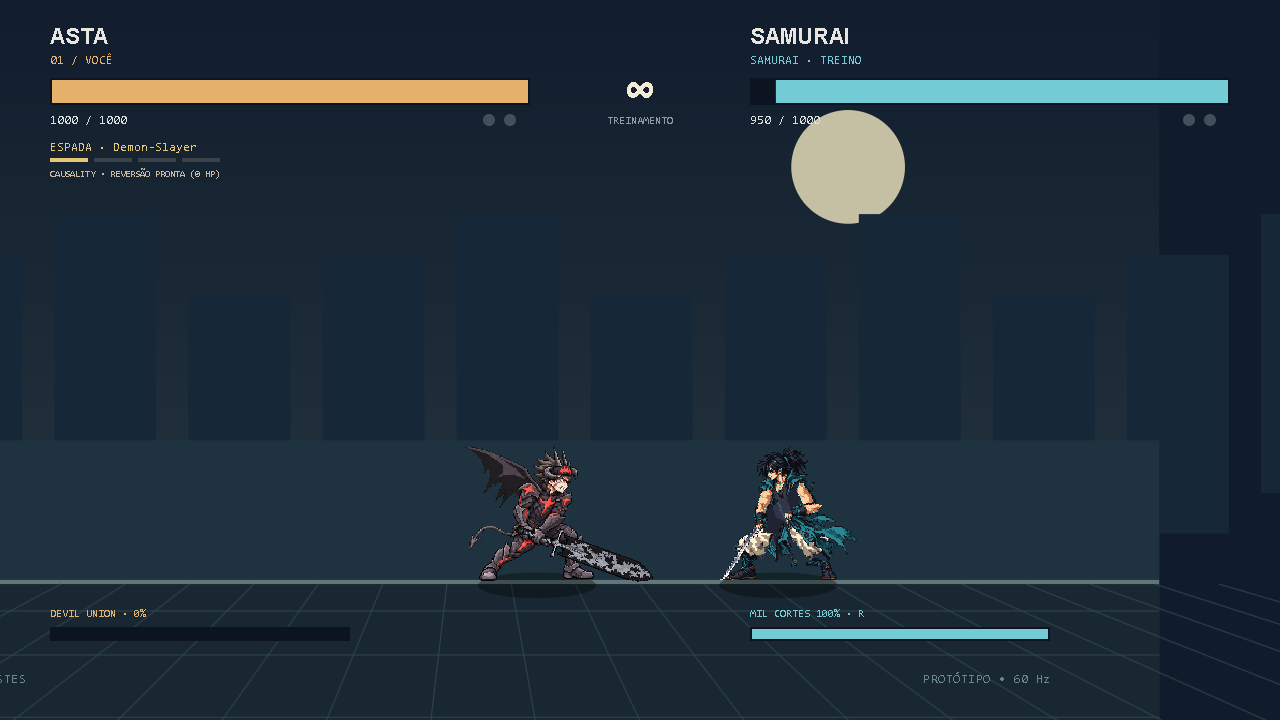 ASTA
01 / VOCÊ
1000 / 1000
ESPADA · Demon-Slayer
CAUSALITY · REVERSÃO PRONTA (0 HP)
∞
TREINAMENTO
SAMURAI
SAMURAI · TREINO
950 / 1000
DEVIL UNION · 0%
MIL CORTES 100% · R
STES
PROTÓTIPO • 60 Hz